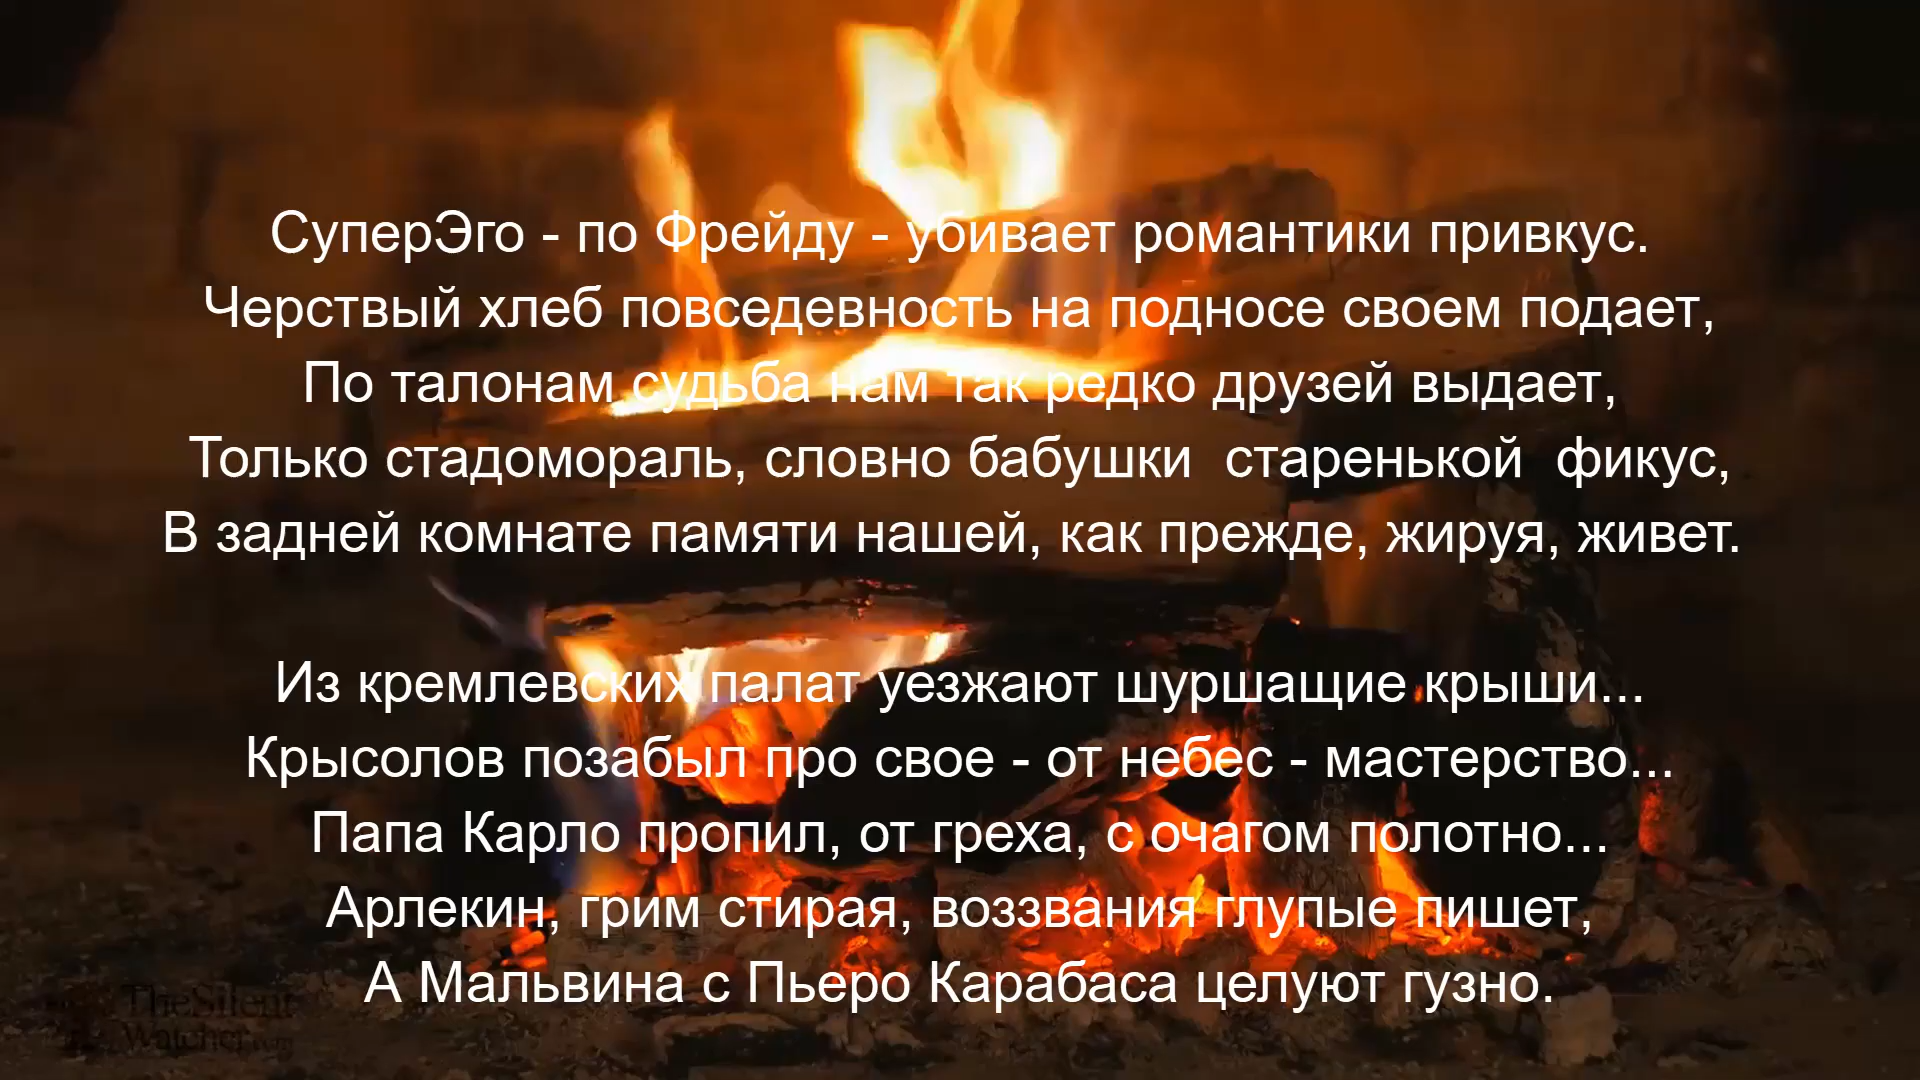 СуперЭго - по Фрейду - убивает романтики привкус.
Черствый хлеб повседевность на подносе своем подает,
По талонам судьба нам так редко друзей выдает,
Только стадомораль, словно бабушки  старенькой  фикус,
В задней комнате памяти нашей, как прежде, жируя, живет.
Из кремлевских палат уезжают шуршащие крыши...
Крысолов позабыл про свое - от небес - мастерство...
Папа Карло пропил, от греха, с очагом полотно...
Арлекин, грим стирая, воззвания глупые пишет,
А Мальвина с Пьеро Карабаса целуют гузно.
TheSilent
Watcher.com